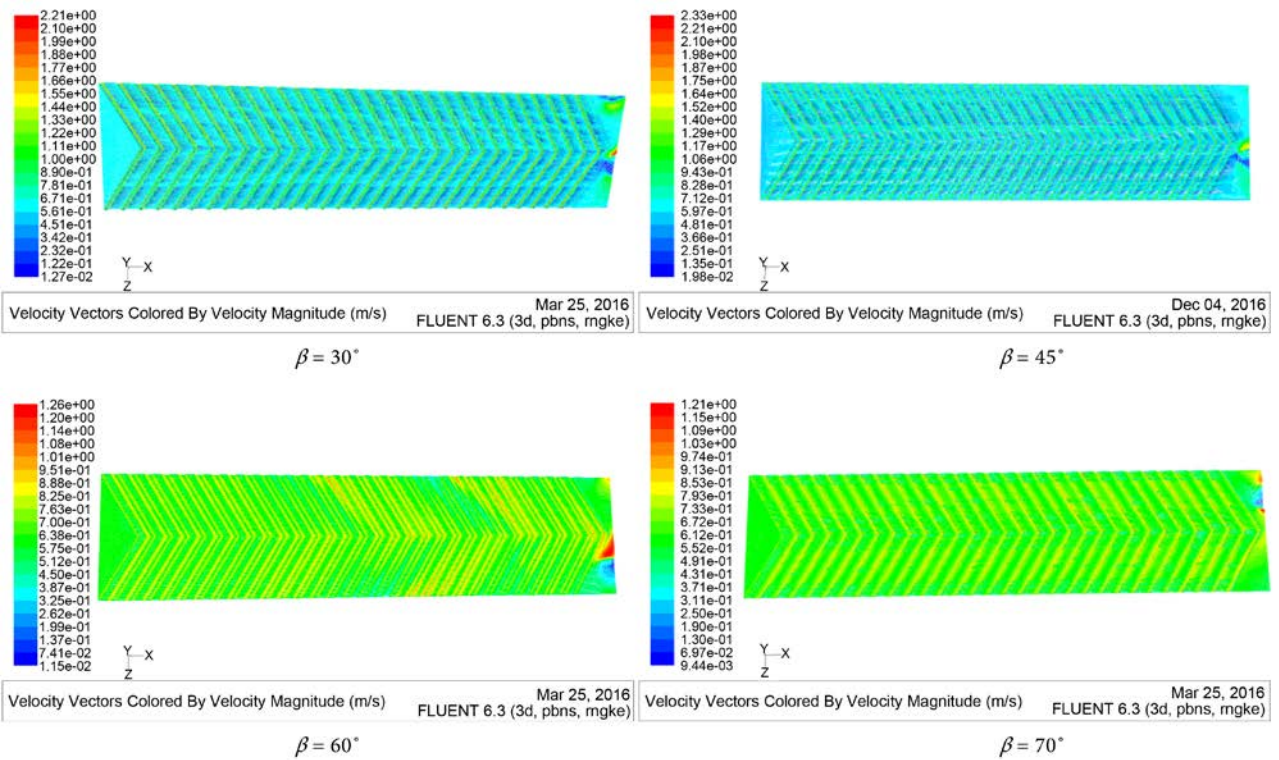 2.21e+00
2.10e+00
1.99e+00
1.88e+00
1.77e+00
1.66e+00
1.55e+00
1.44e+00
1.33e+00
1.22e+00
1.11e+00
1.00e+00
8.90e-01
7.81e-01
6.71e-01
5.61e-01
4.51e-01
3.42e-01
2.32e-01
1.22e-01
1.27e-02
Y
X
Z
Velocity Vectors Colored By Velocity Magnitude (m/s)
Mar 25, 2016
FLUENT 6.3 (3d, pbns, rngke)
β = 30°
2.33e+00
2.21e+00
2.10e+00
1.98e+00
1.87e+00
1.75e+00
1.64e+00
1.52e+00
1.40e+00
1.29e+00
1.17e+00
1.06e+00
9.43e-01
8.28e-01
7.12e-01
5.97e-01
4.81e-01
3.66e-01
2.51e-01
1.35e-01
1.98e-02
Y
X
Z
Velocity Vectors Colored By Velocity Magnitude (m/s)
Dec 04, 2016
FLUENT 6.3 (3d, pbns, rngke)
β = 45°
1.26e+00
1.20e+00
1.14e+00
1.08e+00
1.01e+00
9.51e-01
8.88e-01
8.25e-01
7.63e-01
7.00e-01
6.38e-01
5.75e-01
5.12e-01
4.50e-01
3.87e-01
3.25e-01
2.62e-01
1.99e-01
1.37e-01
7.41e-02
1.15e-02
Y
X
Z
Velocity Vectors Colored By Velocity Magnitude (m/s)
Mar 25, 2016
FLUENT 6.3 (3d, pbns, rngke)
β = 60°
1.21e+00
1.15e+00
1.09e+00
1.03e+00
9.74e-01
9.13e-01
8.53e-01
7.93e-01
7.33e-01
6.72e-01
6.12e-01
5.52e-01
4.91e-01
4.31e-01
3.71e-01
3.11e-01
2.50e-01
1.90e-01
1.30e-01
6.97e-02
9.44e-03
Y
X
Z
Velocity Vectors Colored By Velocity Magnitude (m/s)
Mar 25, 2016
FLUENT 6.3 (3d, pbns, rngke)
β = 70°